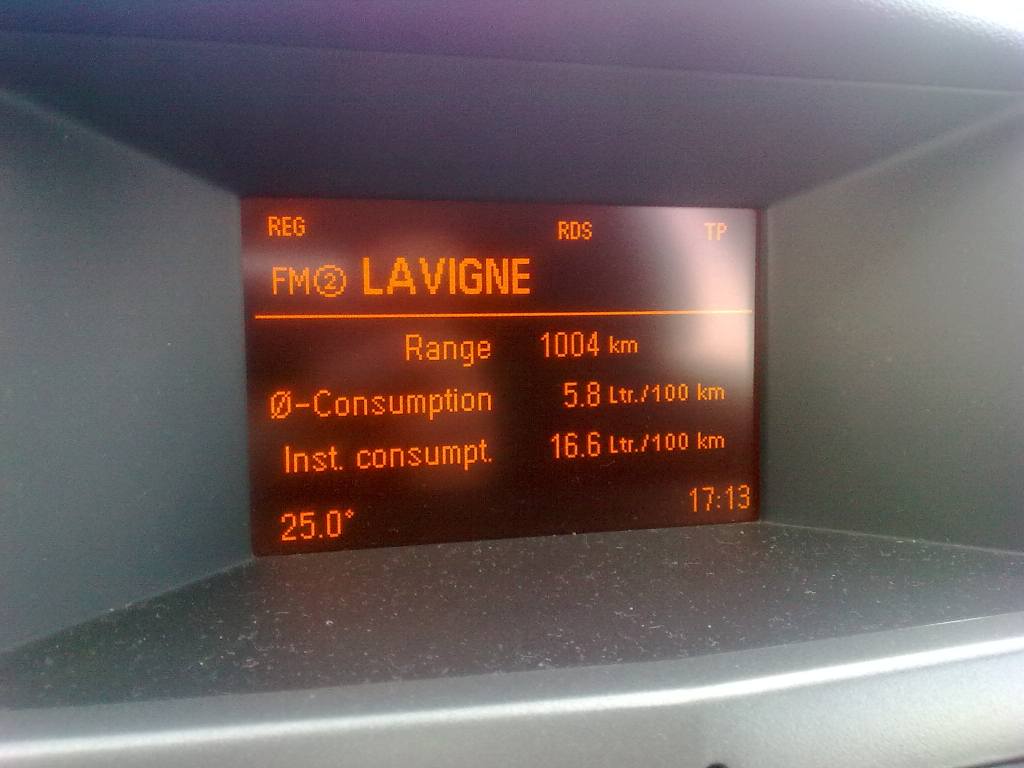 REG RDS TP
FM② LAVIGNE
Range 1004 km
Ø-Consumption 5.8 Ltr./100 km
Inst. consumpt. 16.6 Ltr./100 km
25.0° 17:13